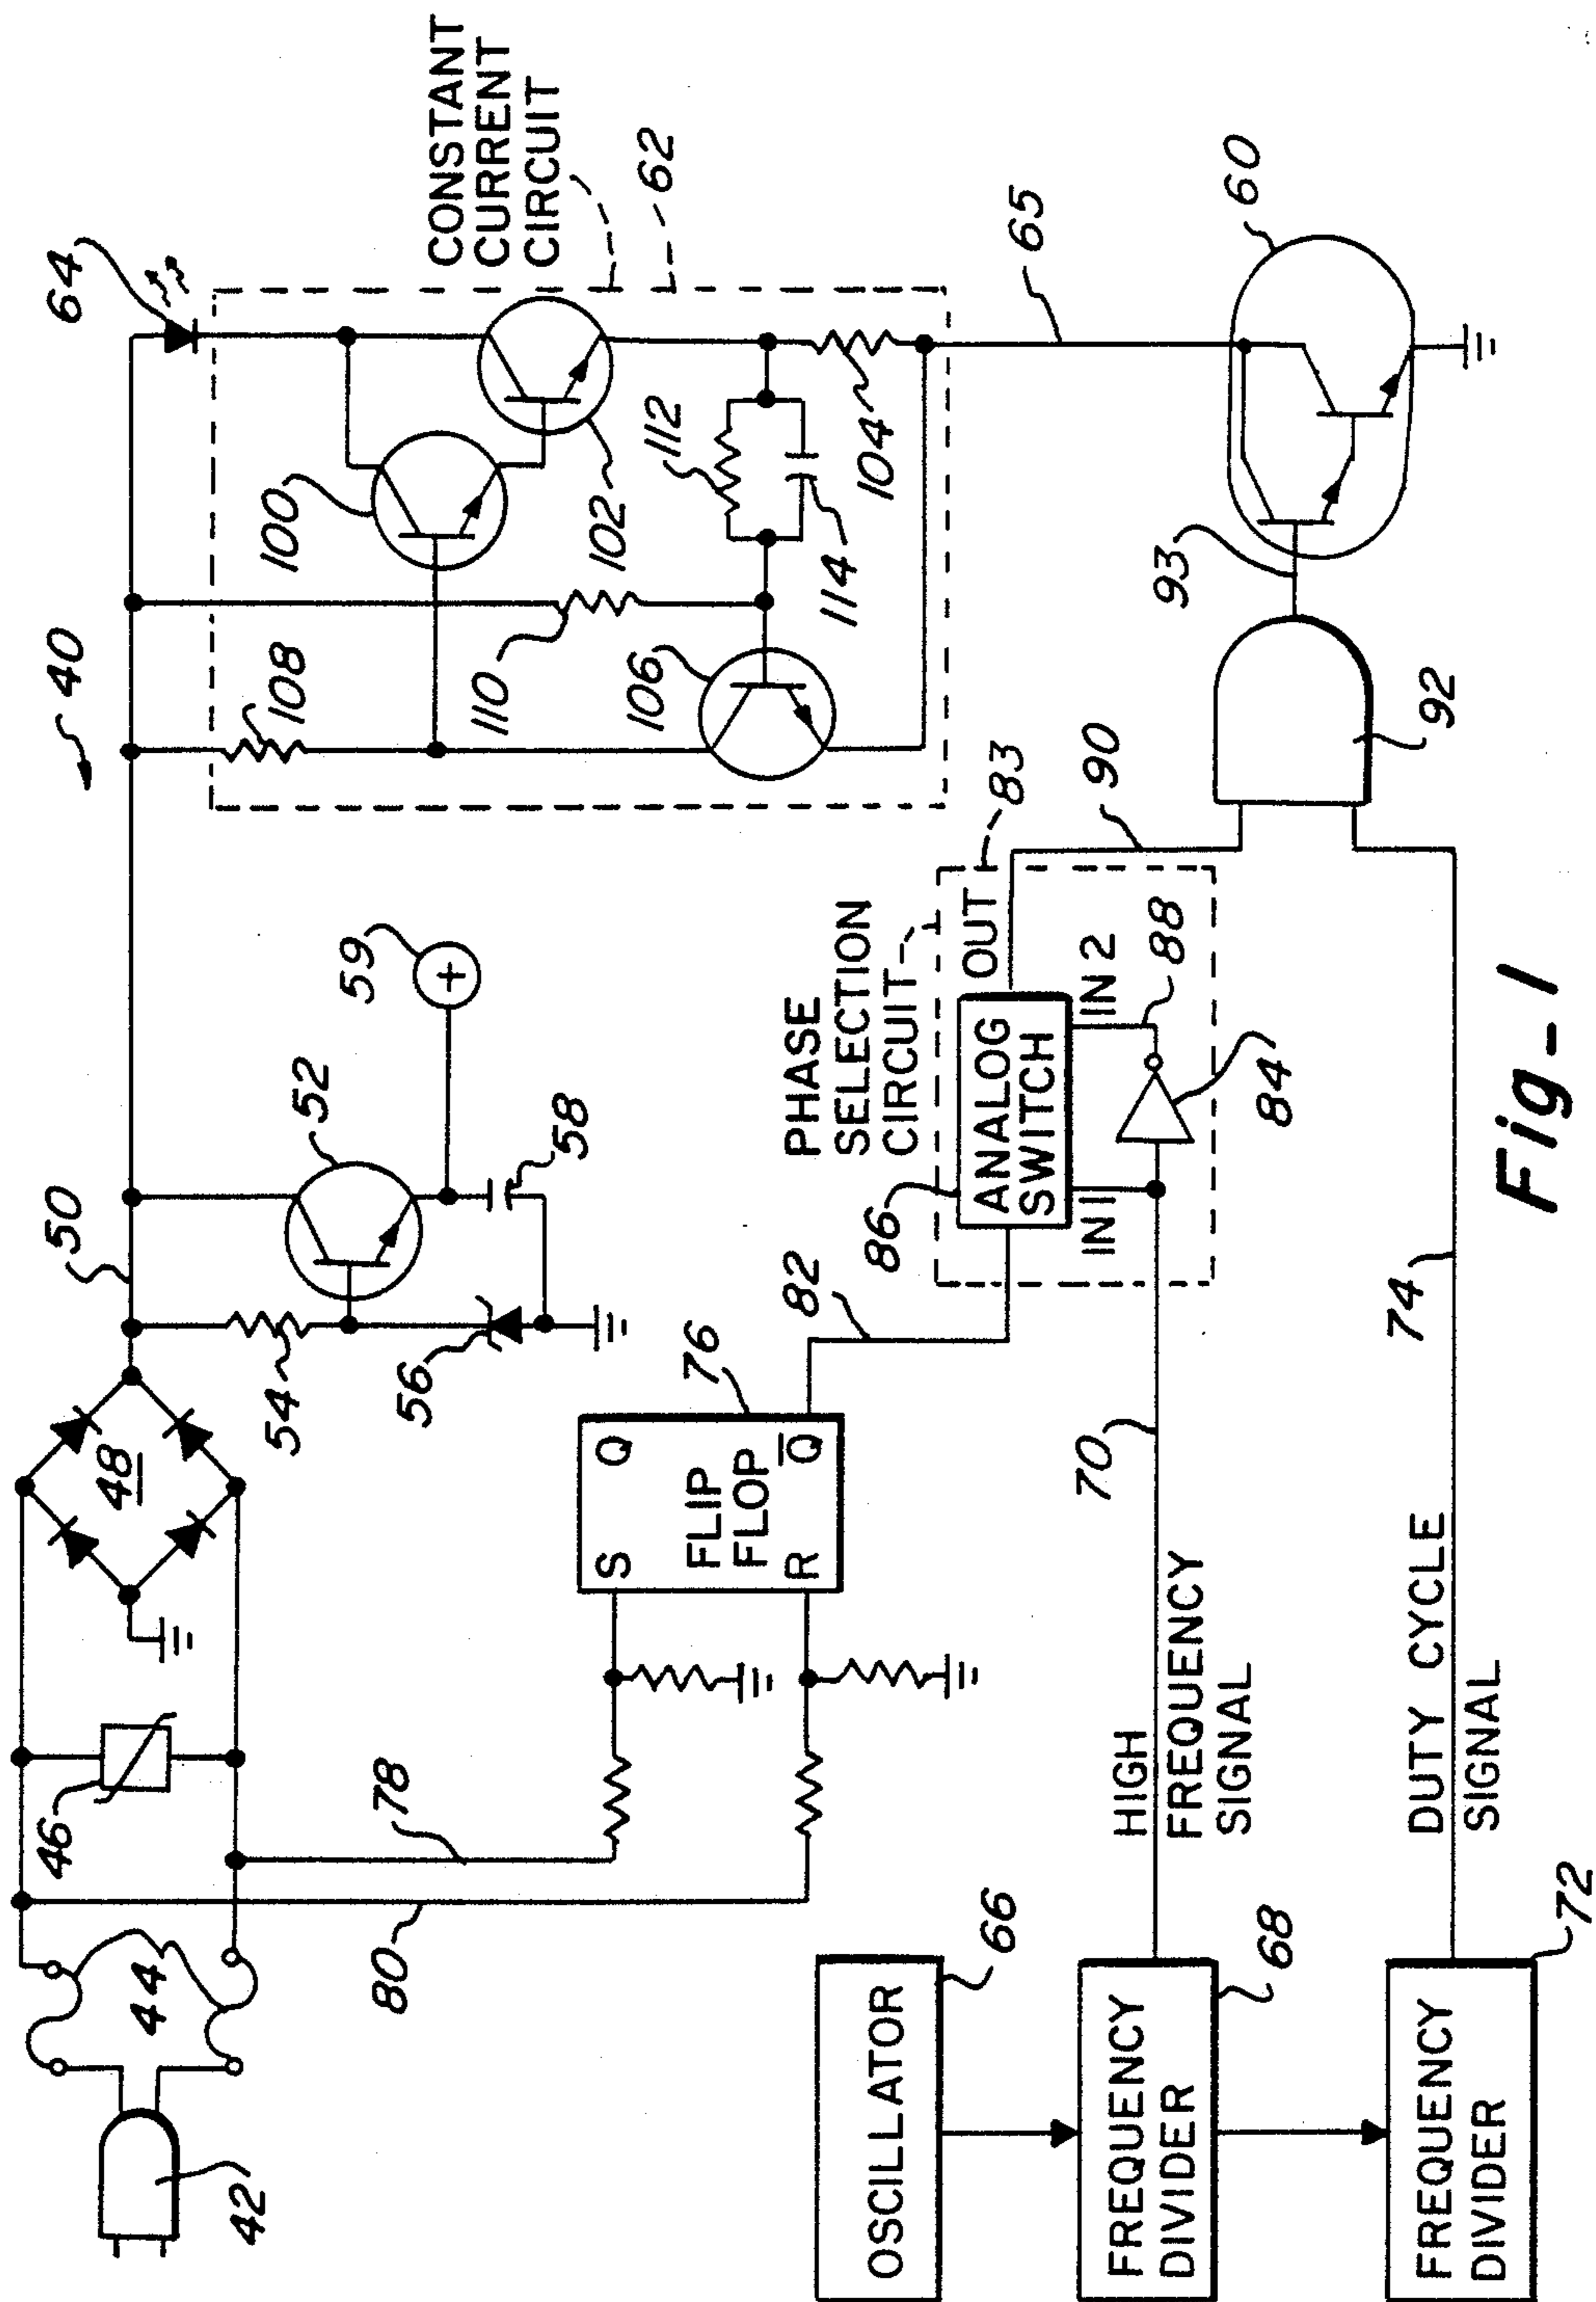 40
64
CONSTANT
CURRENT
CIRCUIT
62
42
44
46
48
50
52
54
56
58
59
108
100
110
102
112
106
114
104
65
80
78
S Q
FLIP
FLOP
R Q̅
76
82
PHASE
SELECTION
CIRCUIT
83
86
ANALOG
SWITCH
OUT
IN 1
IN 2
88
84
90
93
60
92
OSCILLATOR
66
FREQUENCY
DIVIDER
68
HIGH
FREQUENCY
SIGNAL
70
FREQUENCY
DIVIDER
72
DUTY CYCLE
SIGNAL
74
Fig-1